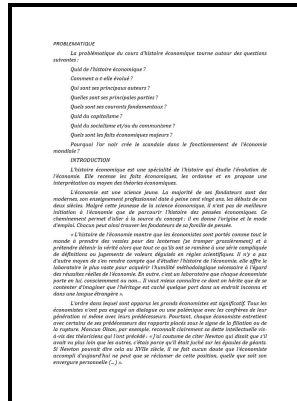 PROBLEMATIQUE
La problématique du cours d'histoire économique tourne autour des questions
suivantes :
Quid de l'histoire économique ?
Comment a-t-elle évolué ?
Qui sont ses principaux auteurs ?
Quelles sont ses principales parties ?
Quels sont ses courants fondamentaux ?
Quid du capitalisme ?
Quid du socialisme et/ou du communisme ?
Quels sont les faits économiques majeurs ?
Pourquoi l'or noir crée le scandale dans le fonctionnement de l'économie
mondiale ?
INTRODUCTION
L'histoire économique est une spécialité de l'histoire qui étudie l'évolution de
l'économie. Elle recense les faits économiques, les ordonne et en propose une
interprétation au moyen des théories économiques.
L'économie est une science jeune. La majorité de ses fondateurs sont des
modernes, son enseignement professionnel date à peine cent vingt ans, les débuts de ces
deux siècles. Malgré cette jeunesse de la science économique, il n'est pas de meilleure
initiation à l'économie que de parcourir l'histoire des pensées économiques. Ce
cheminement permet d'aller à la source du concept ; il en donne l'origine et le mode
d'emploi. Chacun peut ainsi trouver les fondateurs de sa famille de pensée.
« L'histoire de l'économie montre que les économistes sont portés comme tout le
monde à prendre des vessies pour des lanternes (se tromper grossièrement) et à
prétendre détenir la vérité alors que tout ce qu'ils ont se ramène à une série compliquée
de définitions ou jugements de valeurs déguisés en règles scientifiques. Il n'y a pas
d'autre moyen de s'en rendre compte que d'étudier l'histoire de l'économie, elle offre le
laboratoire le plus vaste pour acquérir l'humilité méthodologique nécessaire à l'égard
des réussites réelles de l'économie. En outre, c'est un laboratoire que chaque économiste
porte en lui, consciemment ou non... Il vaut mieux connaître ce dont on hérite que de se
contenter d'imaginer que l'héritage est caché quelque part dans un endroit inconnu et
dans une langue étrangère ».
L'ordre dans lequel sont apparus les grands économistes est significatif. Tous les
économistes n'ont pas engagé un dialogue ou une polémique avec les confrères de leur
génération ni même avec leurs prédécesseurs. Pourtant, chaque économiste entretient
avec certains de ses prédécesseurs des rapports placés sous le signe de la filiation ou de
la rupture. Mancur Olson, par exemple, reconnaît clairement sa dette intellectuelle vis-
à-vis des théoriciens qui l'ont précédé : « J'ai coutume de citer Newton qui disait que s'il
avait vu plus loin que les autres, c'était parce qu'il était juché sur les épaules de géants.
Si Newton pouvait dire cela au XVIIe siècle, il ne fait aucun doute que l'économiste
accompli d'aujourd'hui ne peut que se réclamer de cette position, quelle que soit son
envergure personnelle (...) ».